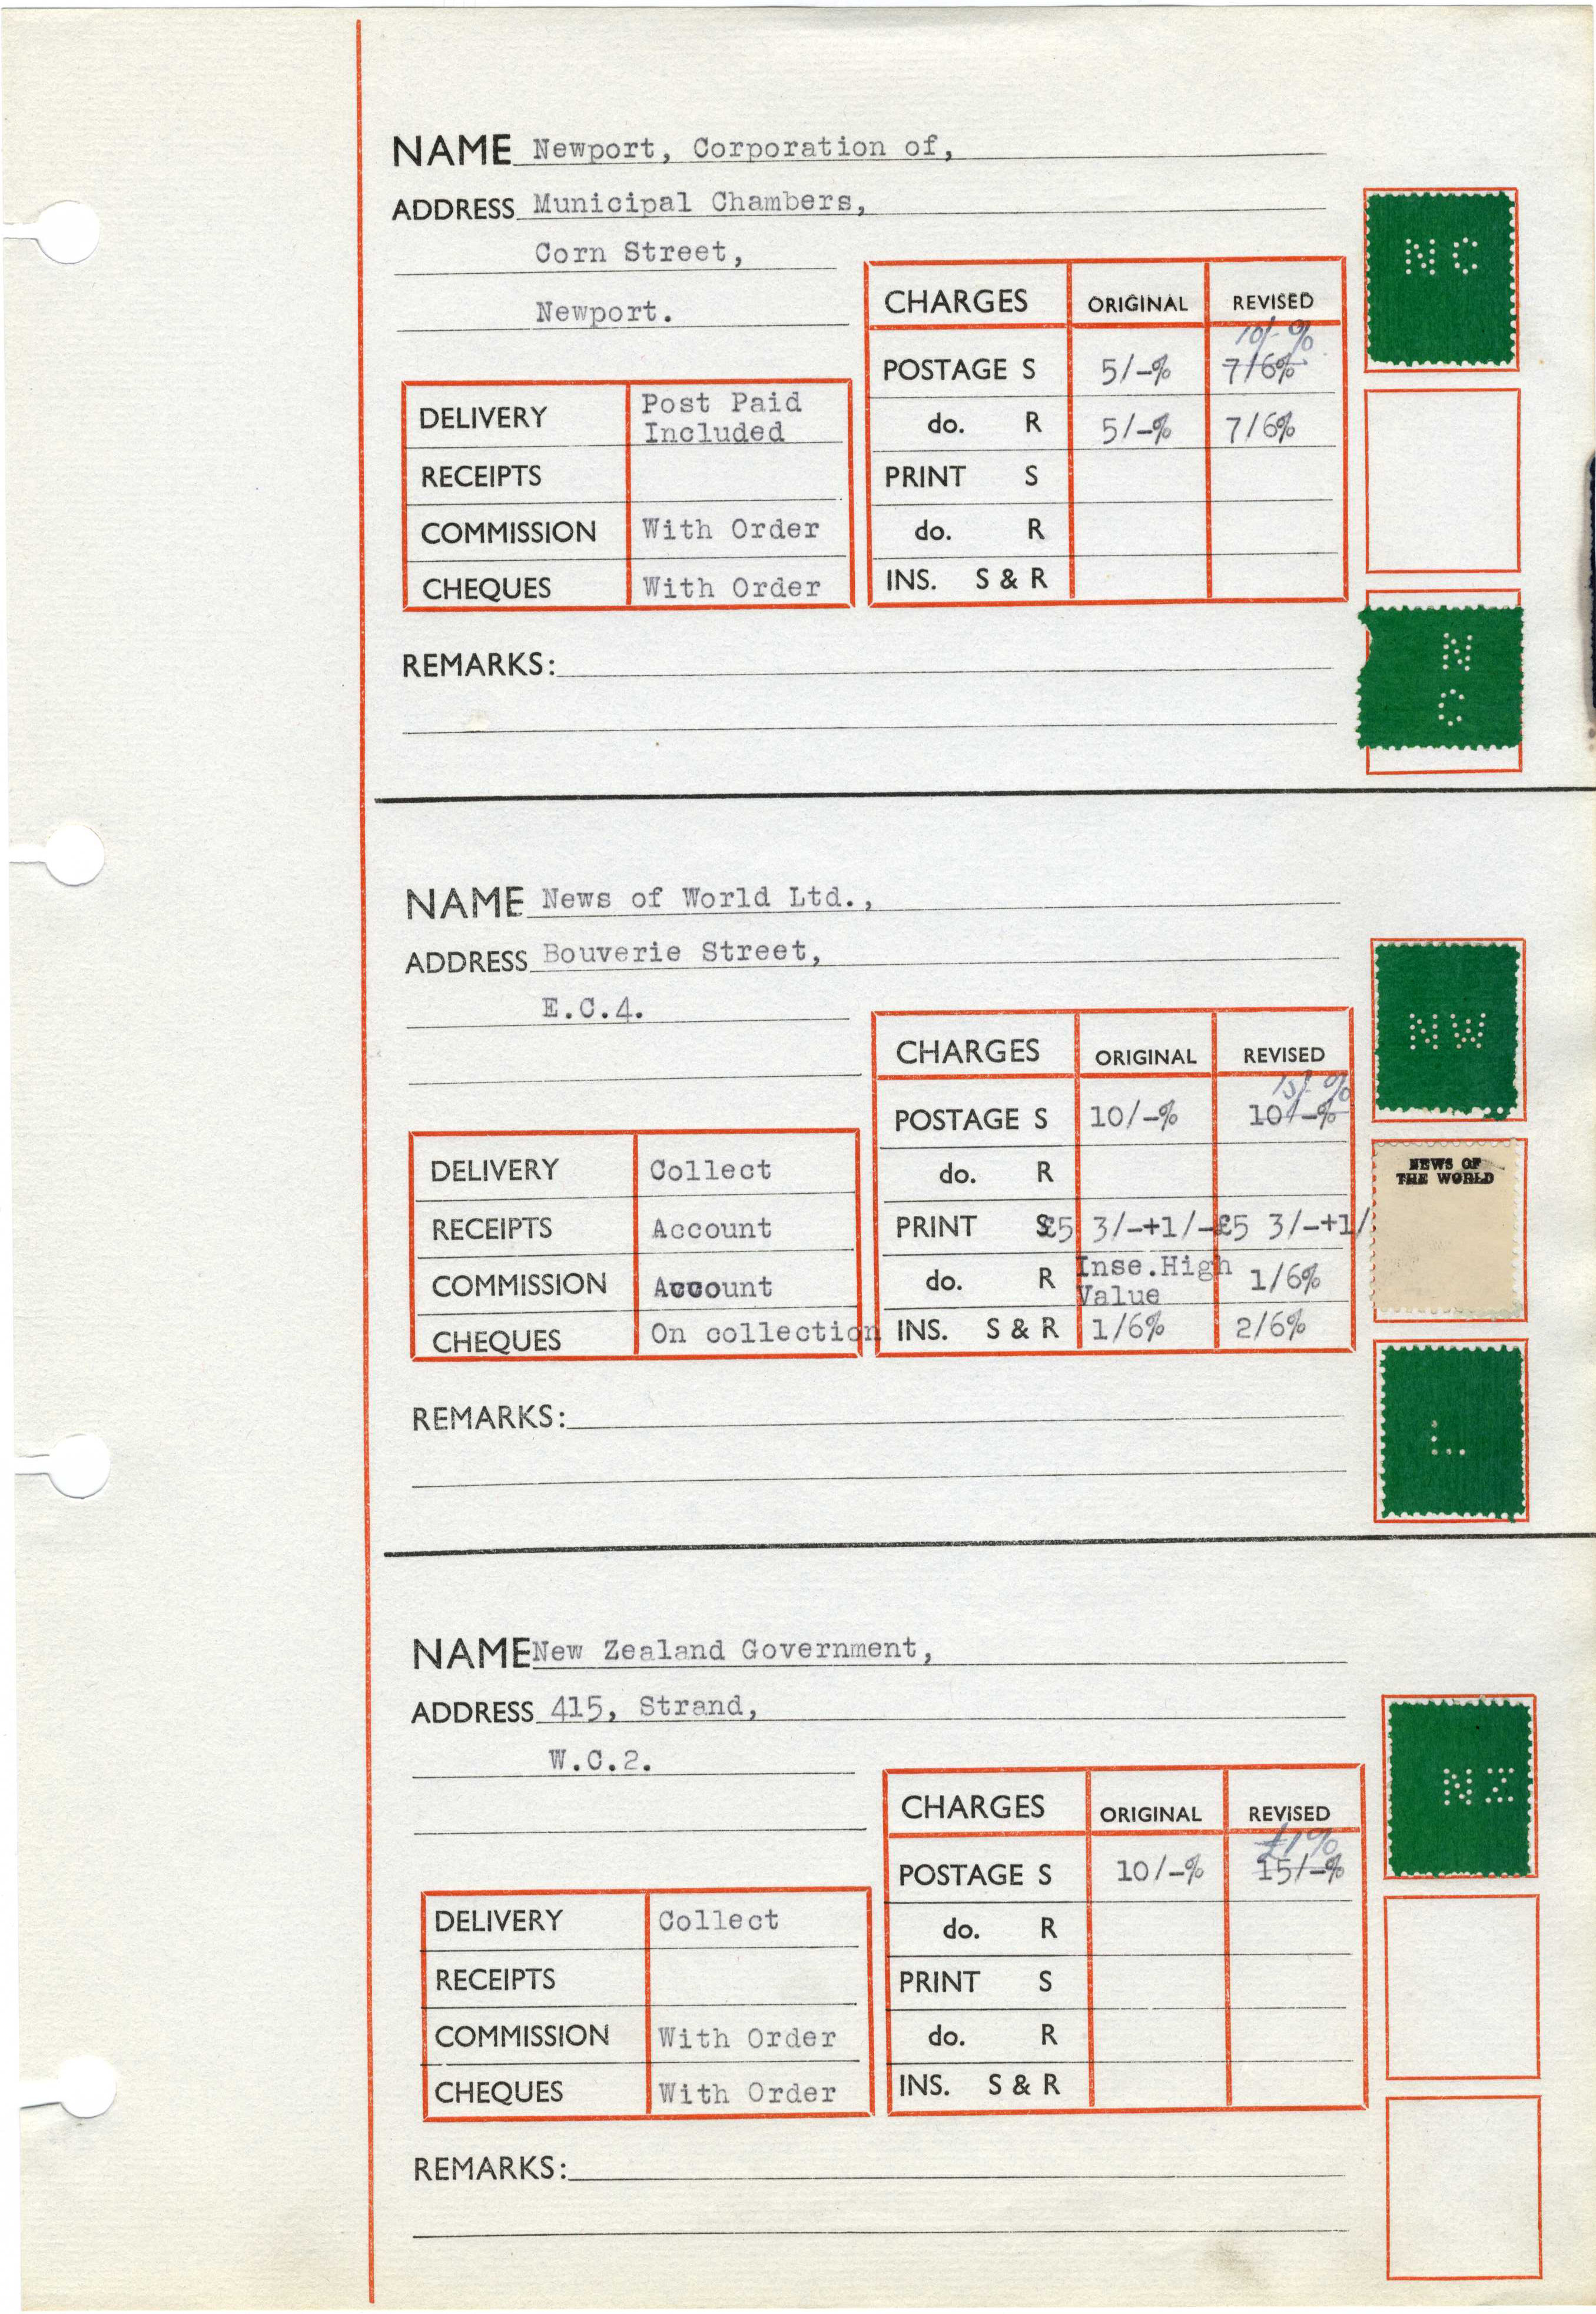 NAME Newport, Corporation of,
ADDRESS Municipal Chambers,
Corn Street,
Newport.
N C
CHARGES ORIGINAL REVISED
10/-%
POSTAGE S 5/-% 7/6%
do. R 5/-% 7/6%
PRINT S
do. R
INS. S & R
DELIVERY Post Paid
Included
RECEIPTS
COMMISSION With Order
CHEQUES With Order
N
C
REMARKS:
NAME News of World Ltd.,
ADDRESS Bouverie Street,
E.C.4.
NW
CHARGES ORIGINAL REVISED
15/-%
POSTAGE S 10/-% 10/-%
do. R
PRINT S £5 3/-+1/- £5 3/-+1/
do. R Inse.High
Value 1/6%
INS. S & R 1/6% 2/6%
DELIVERY Collect
RECEIPTS Account
COMMISSION Account
CHEQUES On collection
NEWS OF
THE WORLD
L
REMARKS:
NAME New Zealand Government,
ADDRESS 415, Strand,
W.C.2.
NZ
CHARGES ORIGINAL REVISED
£1%
POSTAGE S 10/-% 15/-%
do. R
PRINT S
do. R
INS. S & R
DELIVERY Collect
RECEIPTS
COMMISSION With Order
CHEQUES With Order
REMARKS: